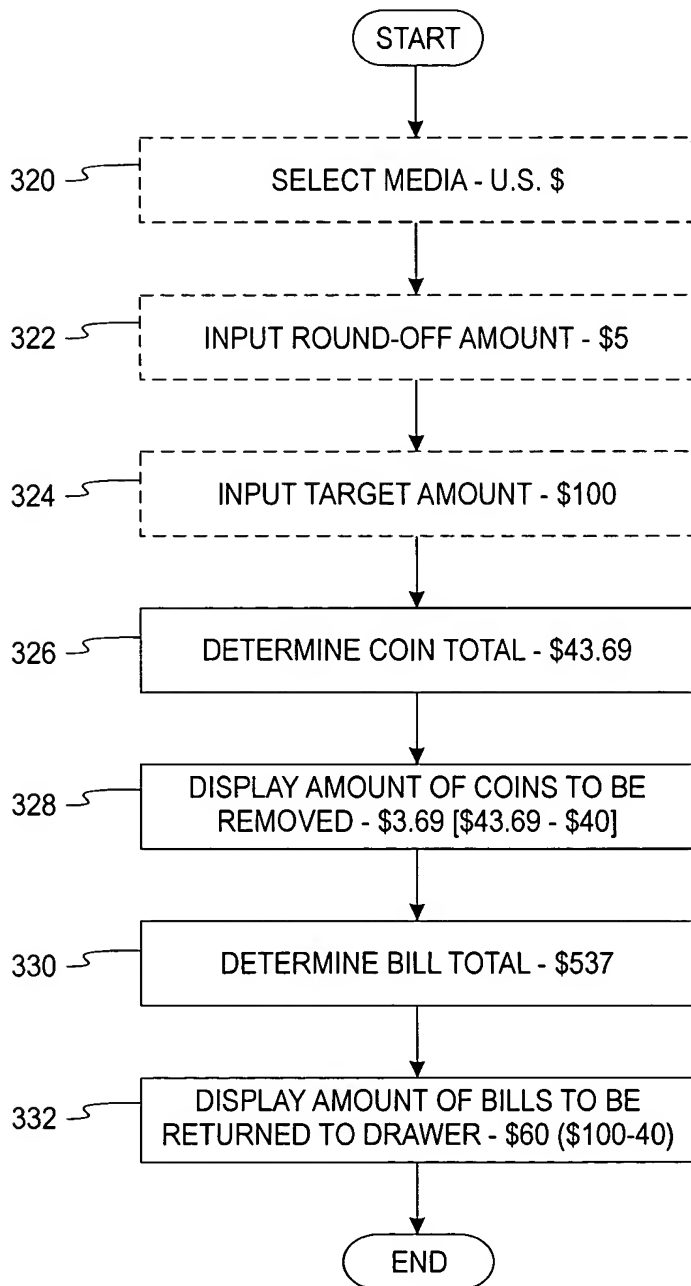 START
320
SELECT MEDIA - U.S. $
322
INPUT ROUND-OFF AMOUNT - $5
324
INPUT TARGET AMOUNT - $100
326
DETERMINE COIN TOTAL - $43.69
328
DISPLAY AMOUNT OF COINS TO BE
REMOVED - $3.69 [$43.69 - $40]
330
DETERMINE BILL TOTAL - $537
332
DISPLAY AMOUNT OF BILLS TO BE
RETURNED TO DRAWER - $60 ($100-40)
END